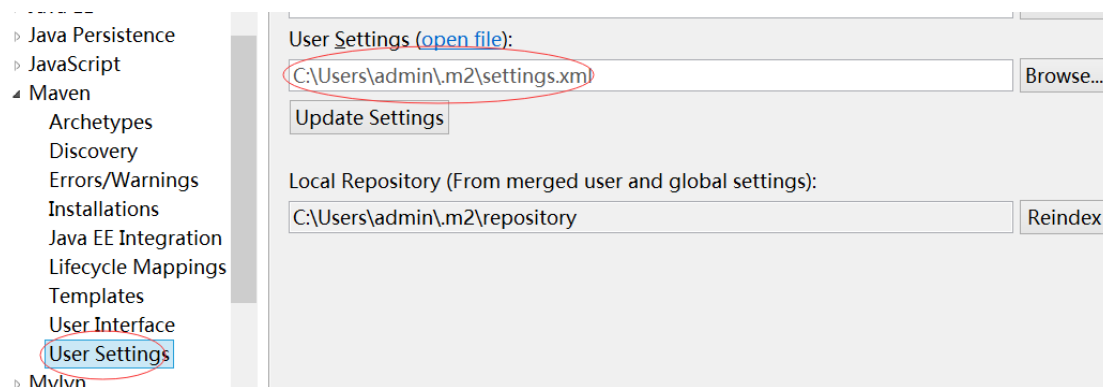 Java Persistence
JavaScript
Maven
Archetypes
Discovery
Errors/Warnings
Installations
Java EE Integration
Lifecycle Mappings
Templates
User Interface
User Settings
Mylyn
User Settings (open file):
C:\Users\admin\.m2\settings.xml
Browse...
Update Settings
Local Repository (From merged user and global settings):
C:\Users\admin\.m2\repository
Reindex